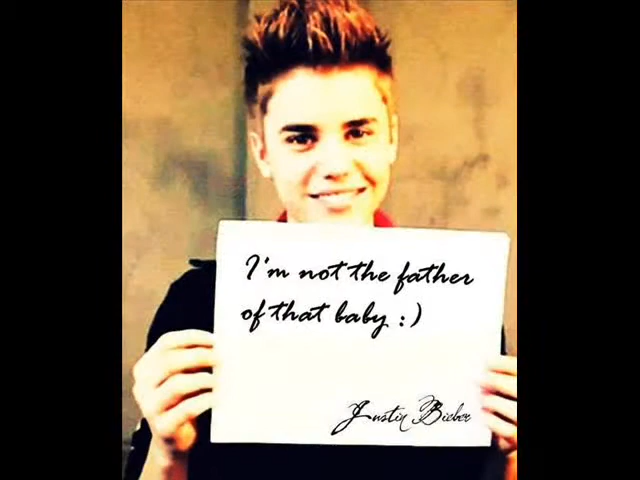 I'm not the father
of that baby :)
Justin Bieber